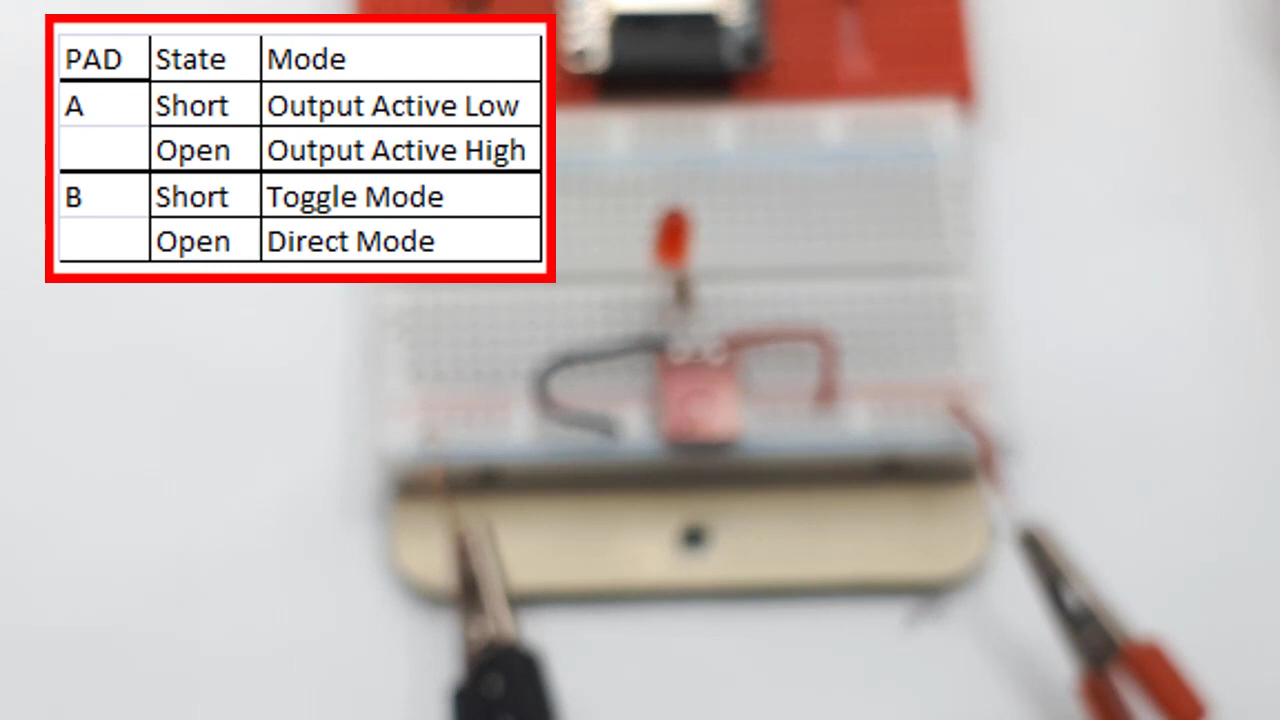 PAD State Mode
A Short Output Active Low
Open Output Active High
B Short Toggle Mode
Open Direct Mode